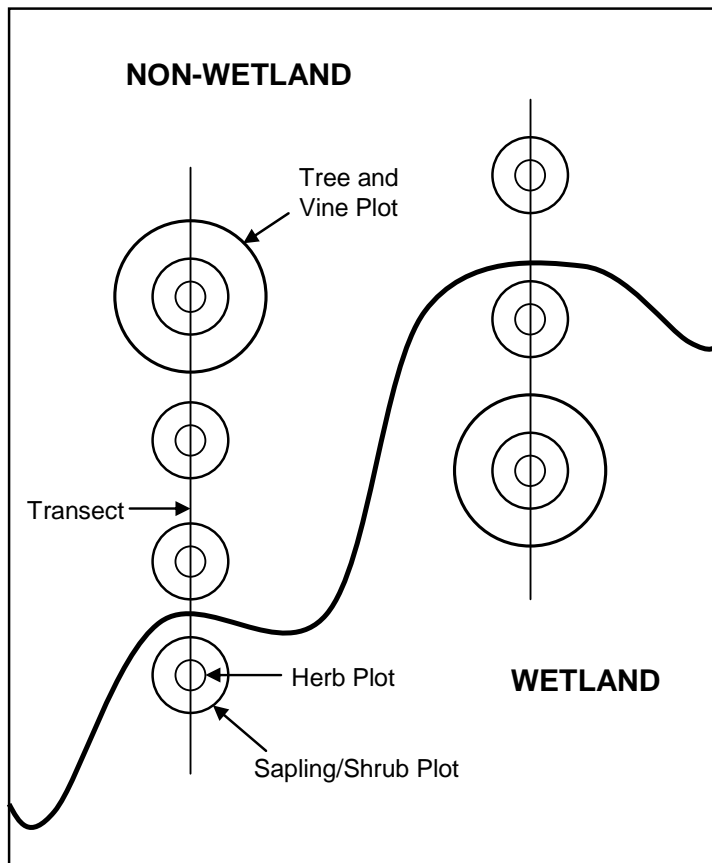 NON-WETLAND
Tree and
Vine Plot
Transect
Herb Plot
WETLAND
Sapling/Shrub Plot